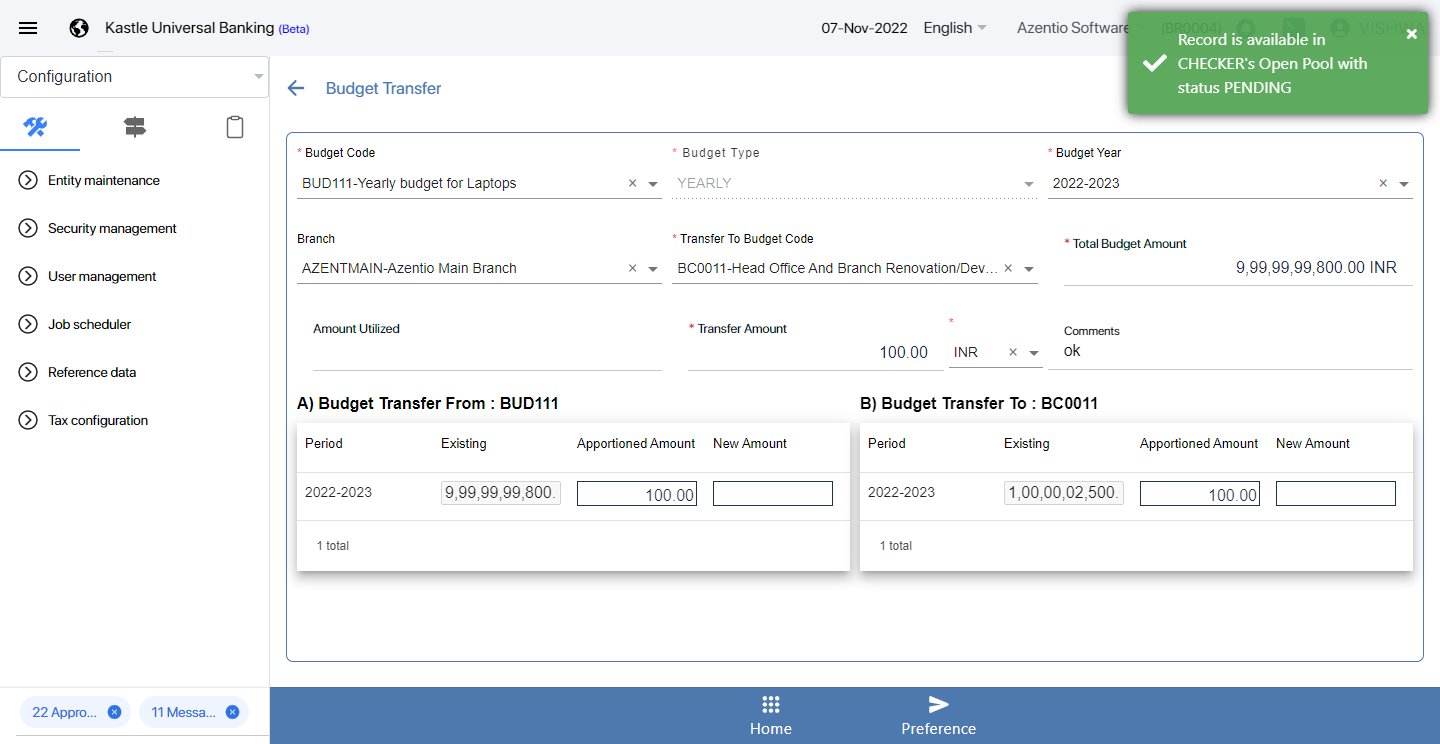 Kastle Universal Banking (Beta)
07-Nov-2022
English
Azentio Software
(BR0004)
VISHWA
Record is available in
CHECKER's Open Pool with
status PENDING
Configuration
Budget Transfer
Entity maintenance
Security management
User management
Job scheduler
Reference data
Tax configuration
* Budget Code
* Budget Type
* Budget Year
BUD111-Yearly budget for Laptops
YEARLY
2022-2023
Branch
* Transfer To Budget Code
* Total Budget Amount
AZENTMAIN-Azentio Main Branch
BC0011-Head Office And Branch Renovation/Dev...
9,99,99,99,800.00 INR
Amount Utilized
* Transfer Amount
*
Comments
100.00
INR
ok
A) Budget Transfer From : BUD111
B) Budget Transfer To : BC0011
Period Existing Apportioned Amount New Amount
2022-2023 9,99,99,99,800. 100.00
1 total
Period Existing Apportioned Amount New Amount
2022-2023 1,00,00,02,500. 100.00
1 total
22 Appro...
11 Messa...
Home
Preference